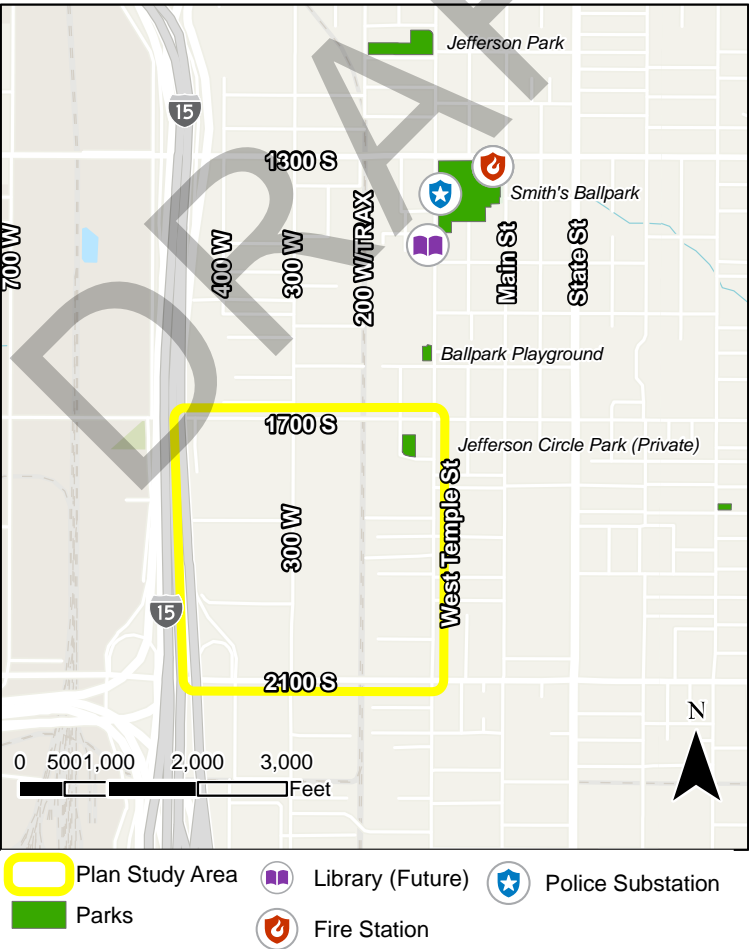 DRAF
Jefferson Park
15
1300 S
Smith's Ballpark
700 W
400 W
300 W
200 W/TRAX
Main St
State St
Ballpark Playground
1700 S
Jefferson Circle Park (Private)
300 W
West Temple St
15
2100 S
N
0 500 1,000 2,000 3,000
Feet
Plan Study Area
Library (Future)
Police Substation
Parks
Fire Station